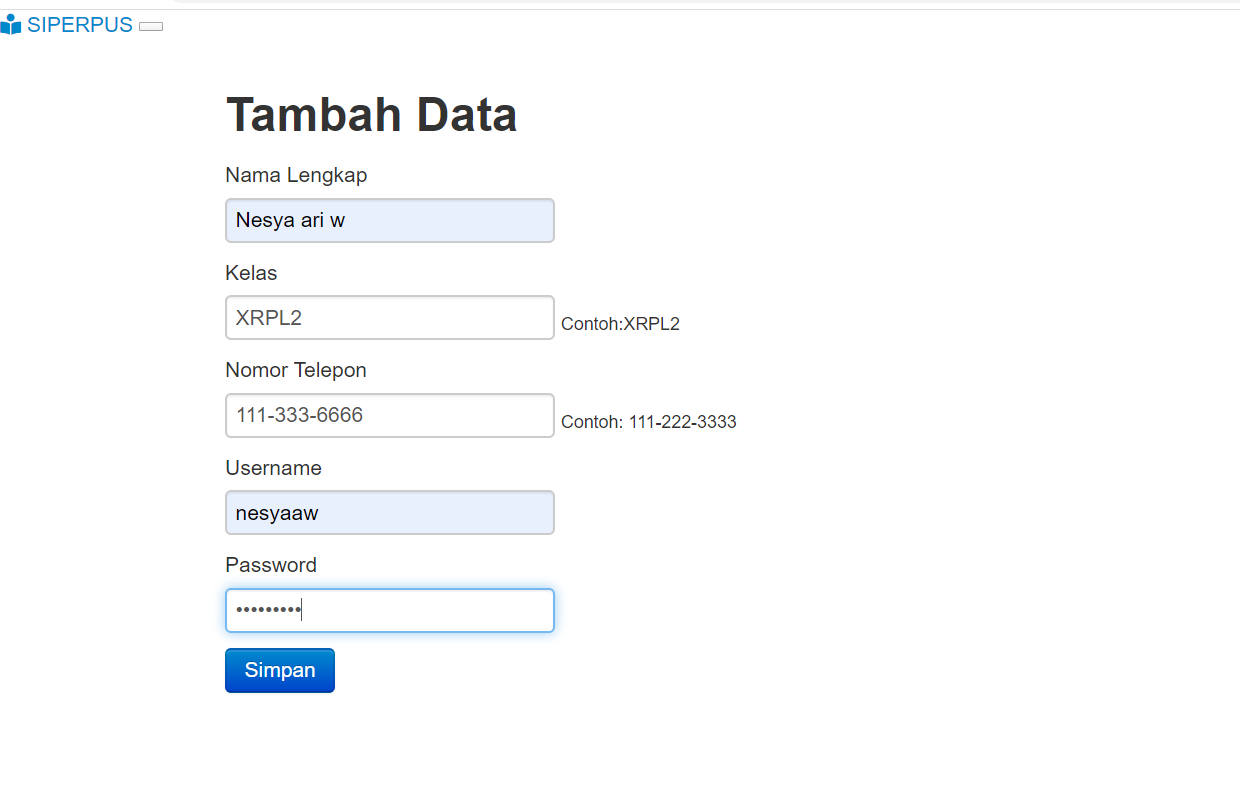 SIPERPUS
Tambah Data
Nama Lengkap
Nesya ari w
Kelas
XRPL2 Contoh:XRPL2
Nomor Telepon
111-333-6666 Contoh: 111-222-3333
Username
nesyaaw
Password
•••••••••
Simpan